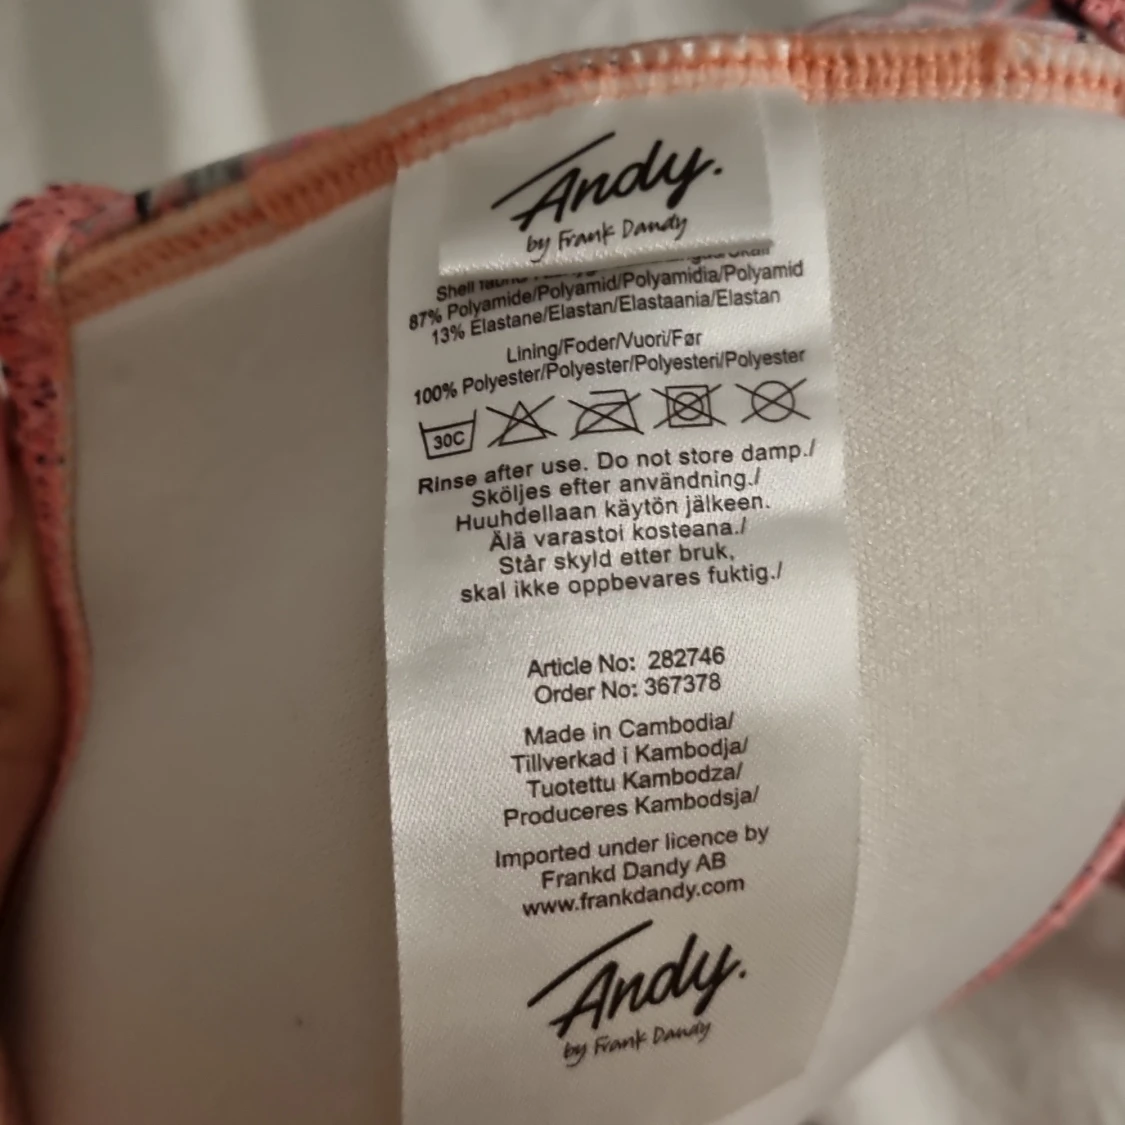 Andy.
by Frank Dandy
Shell
87% Polyamide/Polyamid/Polyamidia/Polyamid
13% Elastane/Elastan/Elastaania/Elastan
Lining/Foder/Vuori/Før
100% Polyester/Polyester/Polyesteri/Polyester
30C
Rinse after use. Do not store damp./
Sköljes efter användning./
Huuhdellaan käytön jälkeen.
Älä varastoi kosteana./
Står skyld etter bruk,
skal ikke oppbevares fuktig./
Article No: 282746
Order No: 367378
Made in Cambodia/
Tillverkad i Kambodja/
Tuotettu Kambodza/
Produceres Kambodsja/
Imported under licence by
Frankd Dandy AB
www.frankdandy.com
Andy.
by Frank Dandy